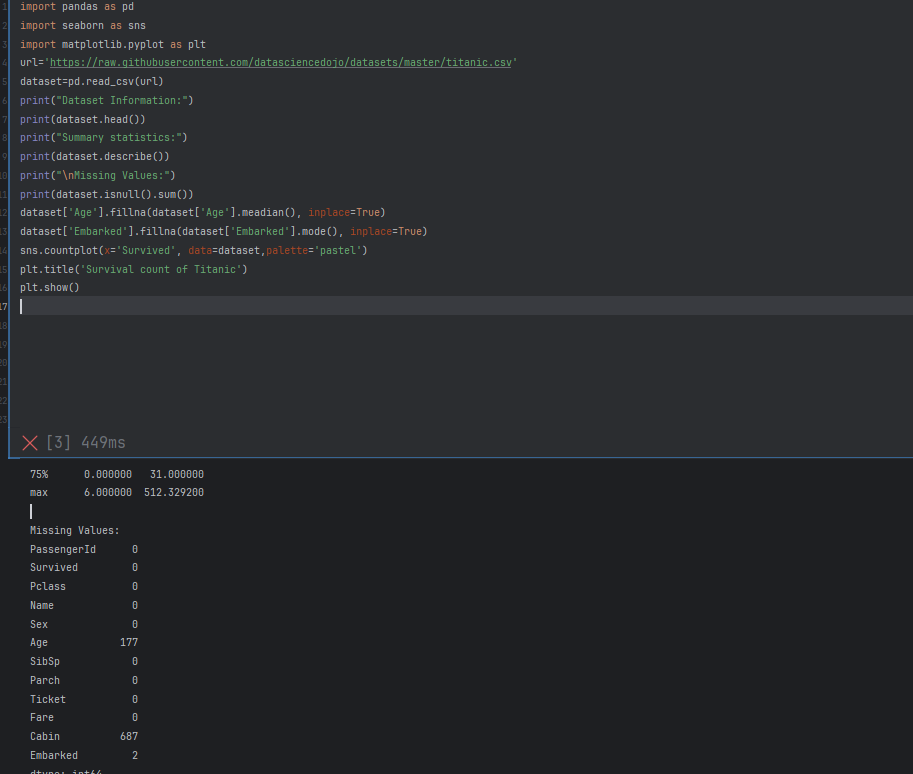 1 import pandas as pd
2 import seaborn as sns
3 import matplotlib.pyplot as plt
4 url='https://raw.githubusercontent.com/datasciencedojo/datasets/master/titanic.csv'
5 dataset=pd.read_csv(url)
6 print("Dataset Information:")
7 print(dataset.head())
8 print("Summary statistics:")
9 print(dataset.describe())
10 print("\nMissing Values:")
11 print(dataset.isnull().sum())
12 dataset['Age'].fillna(dataset['Age'].meadian(), inplace=True)
13 dataset['Embarked'].fillna(dataset['Embarked'].mode(), inplace=True)
14 sns.countplot(x='Survived', data=dataset,palette='pastel')
15 plt.title('Survival count of Titanic')
16 plt.show()
17
18
19
20
21
22
23
[3] 449ms
75% 0.000000 31.000000
max 6.000000 512.329200
Missing Values:
PassengerId 0
Survived 0
Pclass 0
Name 0
Sex 0
Age 177
SibSp 0
Parch 0
Ticket 0
Fare 0
Cabin 687
Embarked 2
dtype: int64